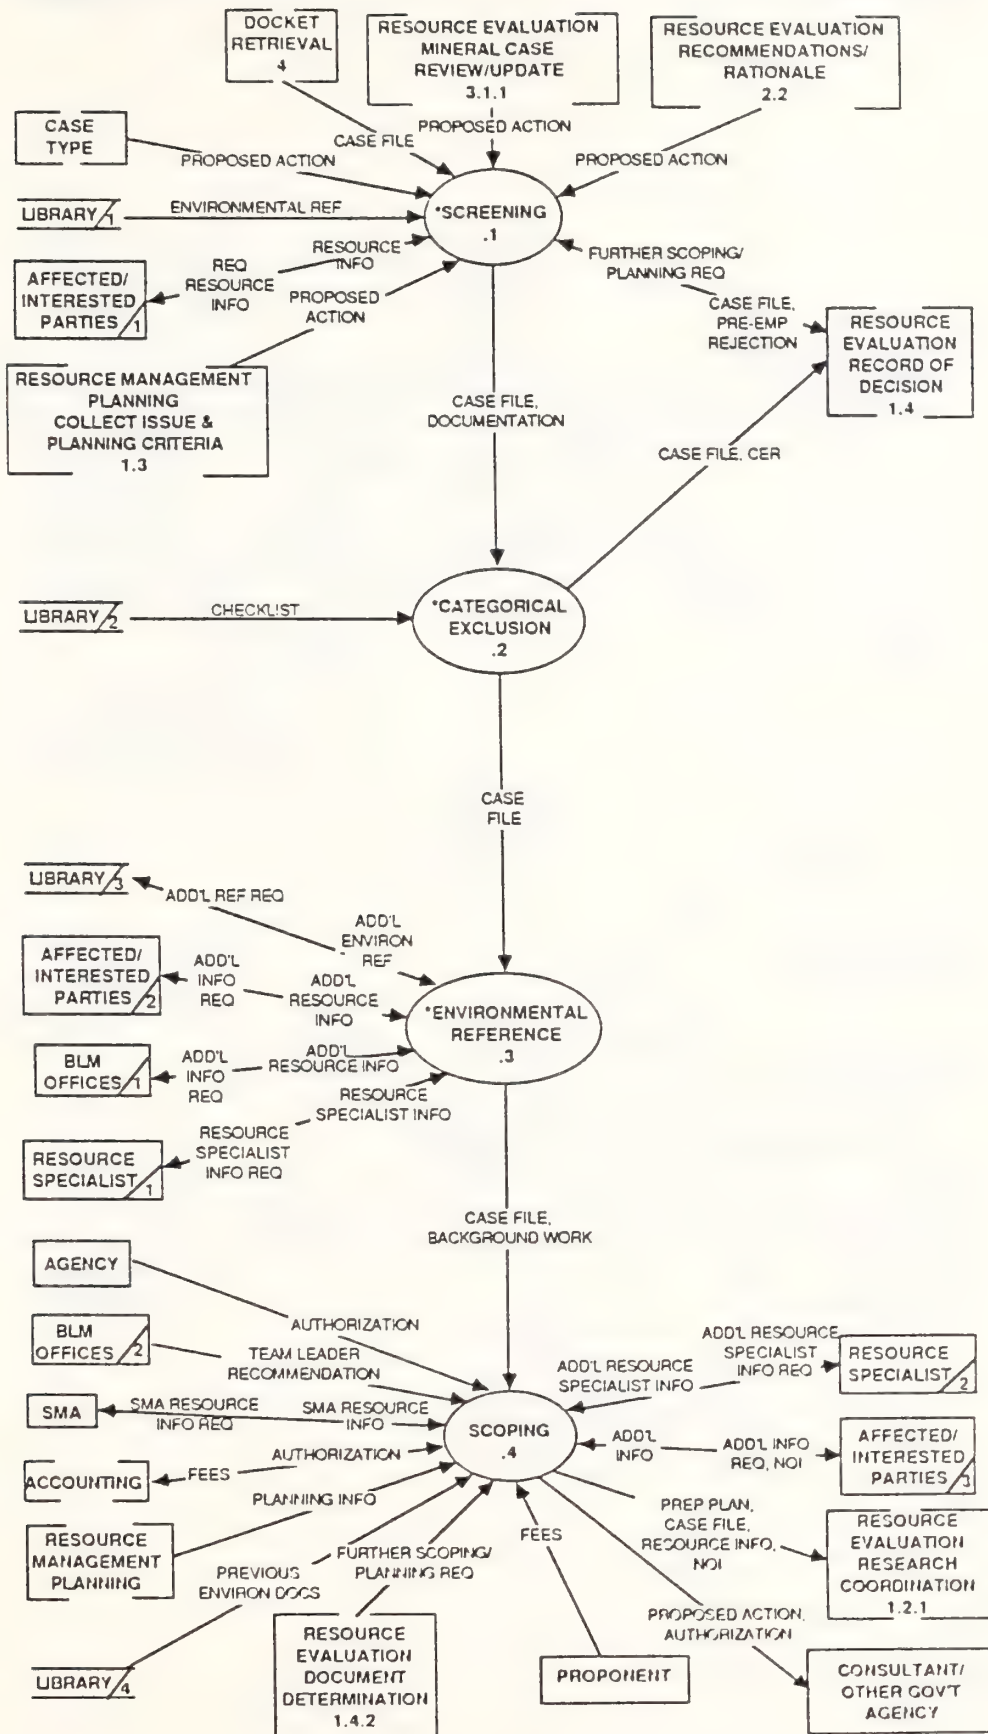 DOCKET
RETRIEVAL
4
RESOURCE EVALUATION
MINERAL CASE
REVIEW/UPDATE
3.1.1
RESOURCE EVALUATION
RECOMMENDATIONS/
RATIONALE
2.2
CASE
TYPE
PROPOSED ACTION
CASE FILE
PROPOSED ACTION
PROPOSED ACTION
LIBRARY 1
ENVIRONMENTAL REF
*SCREENING
.1
AFFECTED/
INTERESTED
PARTIES 1
REQ
RESOURCE
INFO
RESOURCE
INFO
PROPOSED
ACTION
FURTHER SCOPING/
PLANNING REQ
CASE FILE,
PRE-EMP
REJECTION
RESOURCE
EVALUATION
RECORD OF
DECISION
1.4
RESOURCE MANAGEMENT
PLANNING
COLLECT ISSUE &
PLANNING CRITERIA
1.3
CASE FILE,
DOCUMENTATION
CASE FILE, CER
LIBRARY 2
CHECKLIST
*CATEGORICAL
EXCLUSION
.2
CASE
FILE
LIBRARY 3
ADD'L REF REQ
ADD'L
ENVIRON
REF
AFFECTED/
INTERESTED
PARTIES 2
ADD'L
INFO
REQ
ADD'L
RESOURCE
INFO
*ENVIRONMENTAL
REFERENCE
.3
BLM
OFFICES 1
ADD'L
INFO
REQ
ADD'L
RESOURCE INFO
RESOURCE
SPECIALIST INFO
RESOURCE
SPECIALIST
INFO REQ
RESOURCE
SPECIALIST 1
CASE FILE,
BACKGROUND WORK
AGENCY
AUTHORIZATION
BLM
OFFICES 2
TEAM LEADER
RECOMMENDATION
ADD'L RESOURCE
SPECIALIST INFO
ADD'L RESOURCE
SPECIALIST
INFO REQ
RESOURCE
SPECIALIST 2
SMA
SMA RESOURCE
INFO REQ
SMA RESOURCE
INFO
SCOPING
.4
ADD'L
INFO
ADD'L INFO
REQ, NOI
AFFECTED/
INTERESTED
PARTIES 3
ACCOUNTING
FEES
AUTHORIZATION
PLANNING INFO
RESOURCE
MANAGEMENT
PLANNING
PREVIOUS
ENVIRON DOCS
FURTHER SCOPING/
PLANNING REQ
FEES
PREP PLAN,
CASE FILE,
RESOURCE INFO,
NOI
RESOURCE
EVALUATION
RESEARCH
COORDINATION
1.2.1
PROPOSED ACTION,
AUTHORIZATION
LIBRARY 4
RESOURCE
EVALUATION
DOCUMENT
DETERMINATION
1.4.2
PROPONENT
CONSULTANT/
OTHER GOV'T
AGENCY